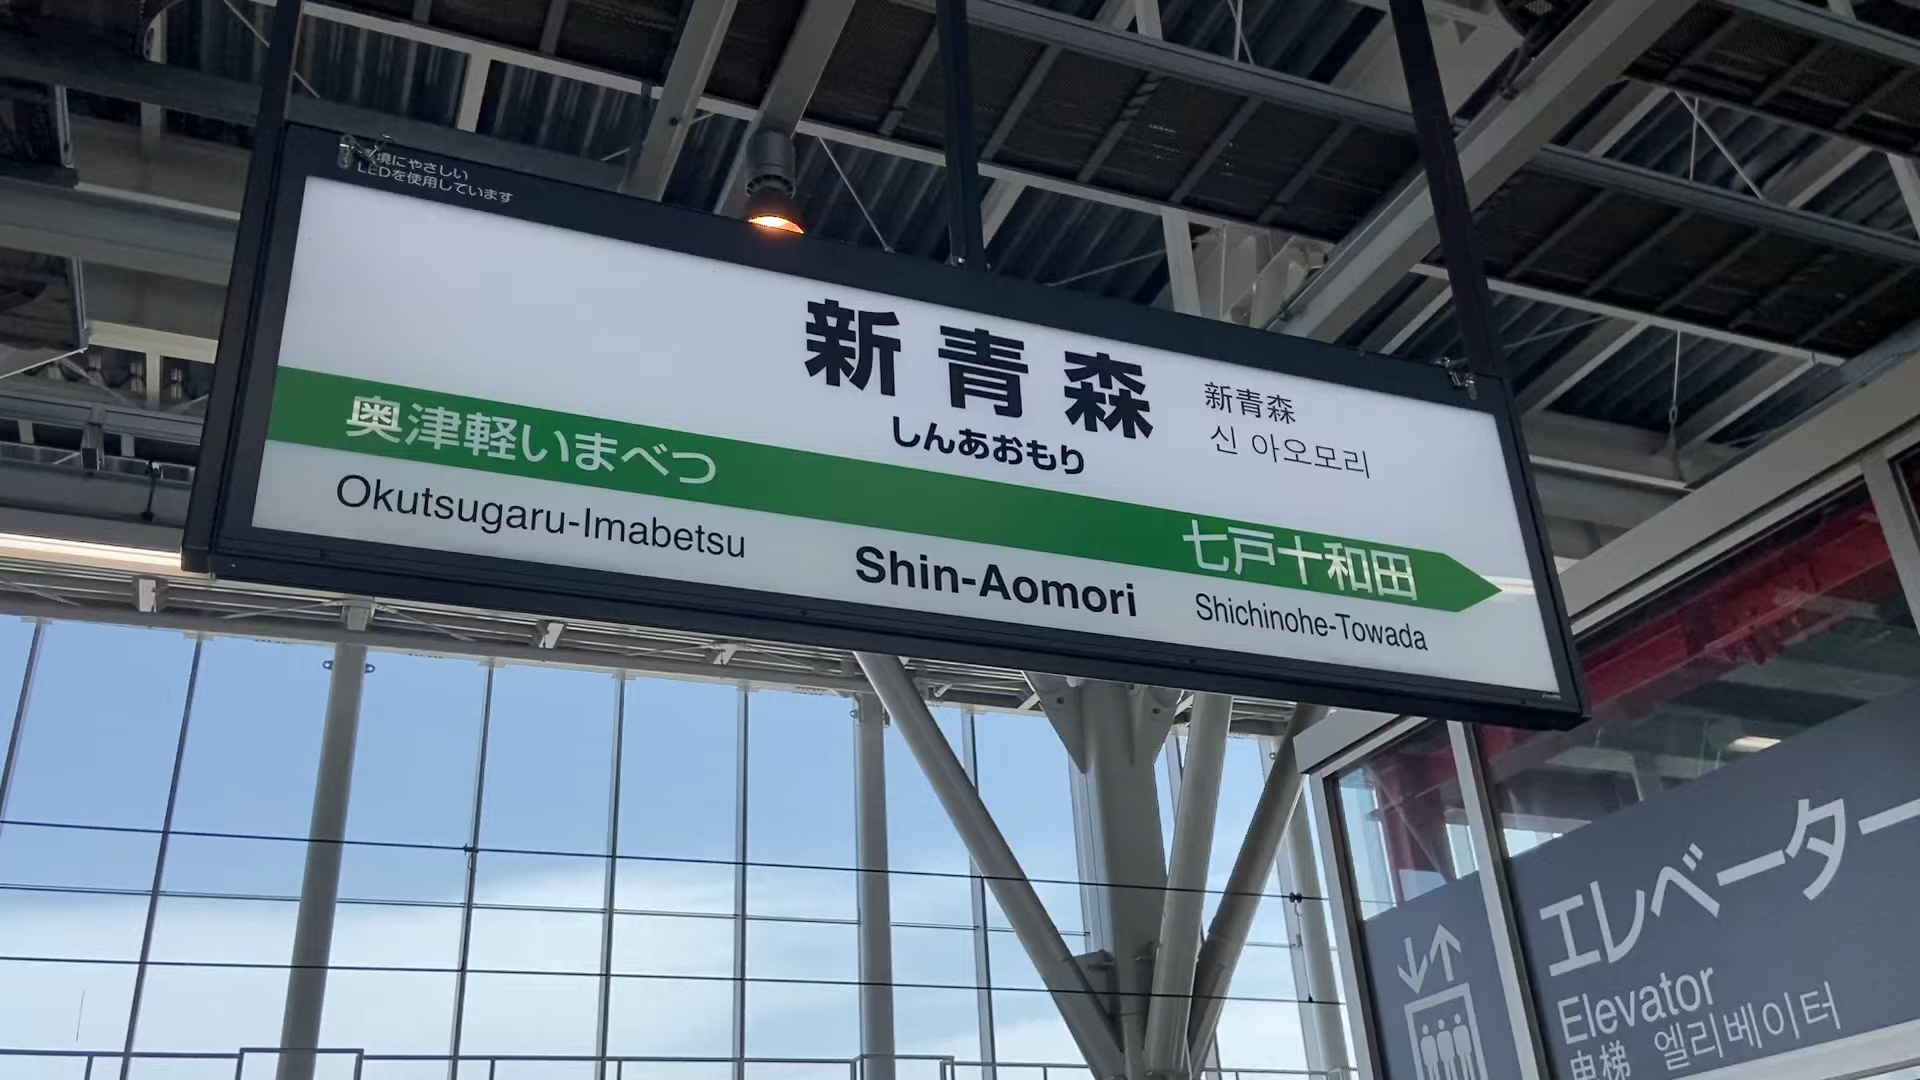 境にやさしい
LEDを使用しています
新青森
しんあおもり
新青森
신 아오모리
奥津軽いまべつ
Okutsugaru-Imabetsu
Shin-Aomori
七戸十和田
Shichinohe-Towada
エレベーター
Elevator
电梯 엘리베이터